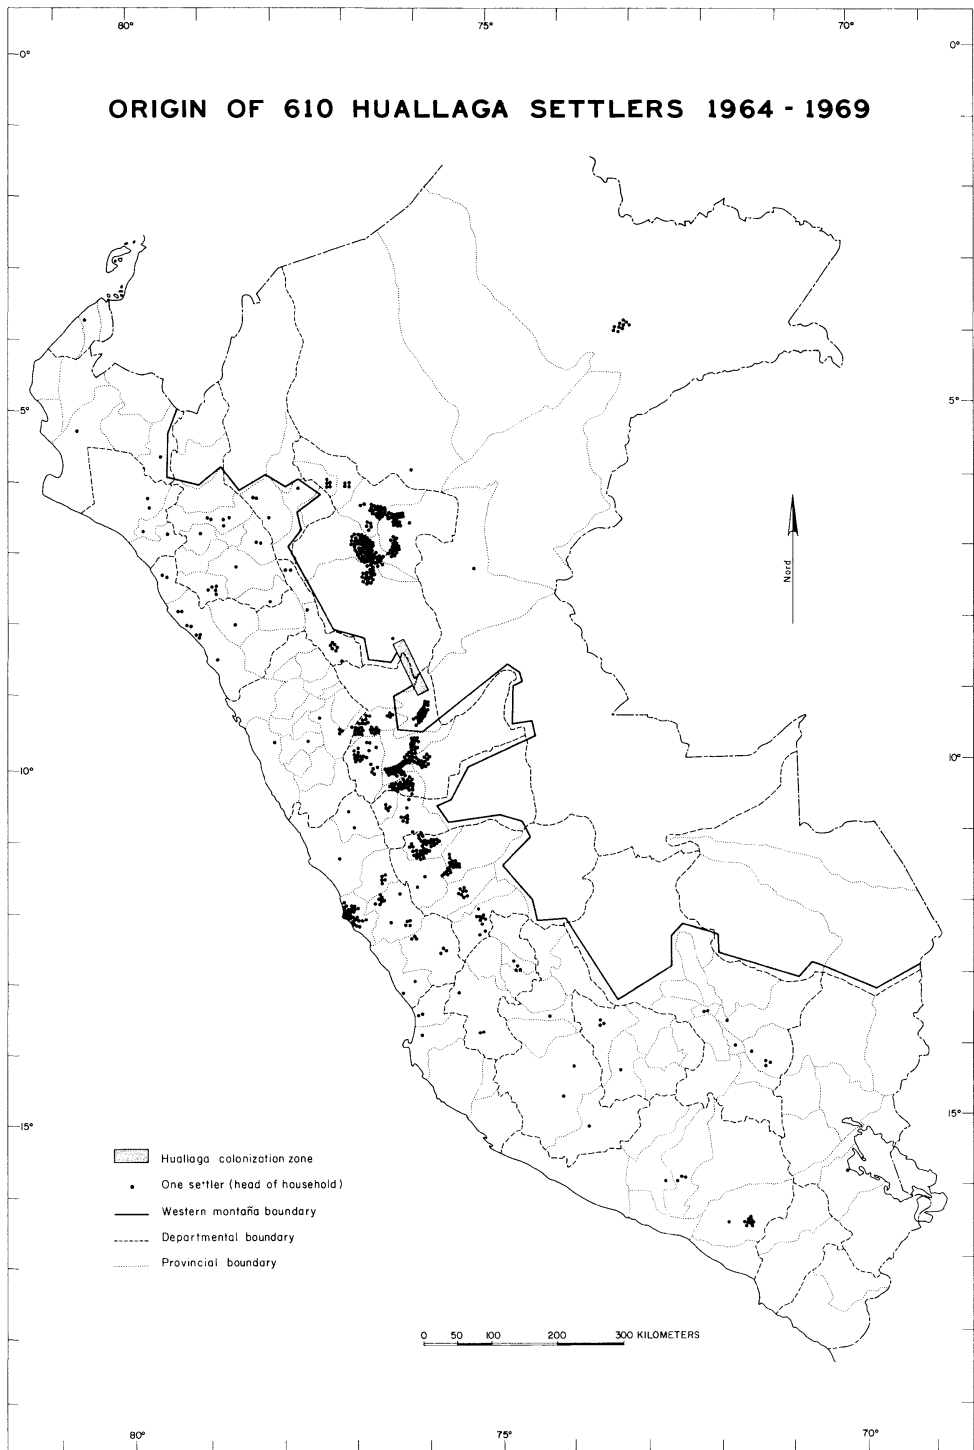 80° 75° 70°
0° 0°
ORIGIN OF 610 HUALLAGA SETTLERS 1964 - 1969
5° 5°
Nord
10° 10°
15° 15°
Huallaga colonization zone
One settler (head of household)
Western montaña boundary
Departmental boundary
Provincial boundary
0 50 100 200 300 KILOMETERS
80° 75° 70°